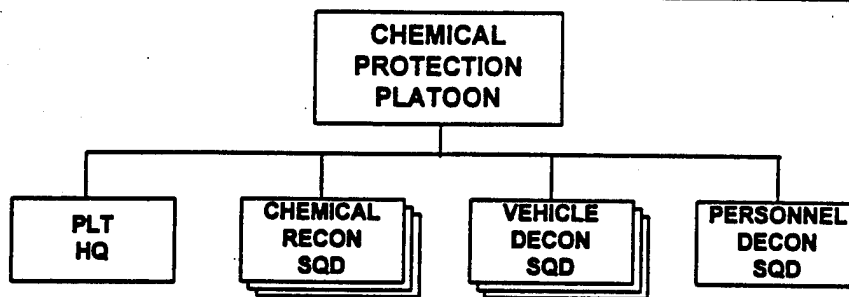 CHEMICAL
PROTECTION
PLATOON
PLT
HQ
CHEMICAL
RECON
SQD
VEHICLE
DECON
SQD
PERSONNEL
DECON
SQD